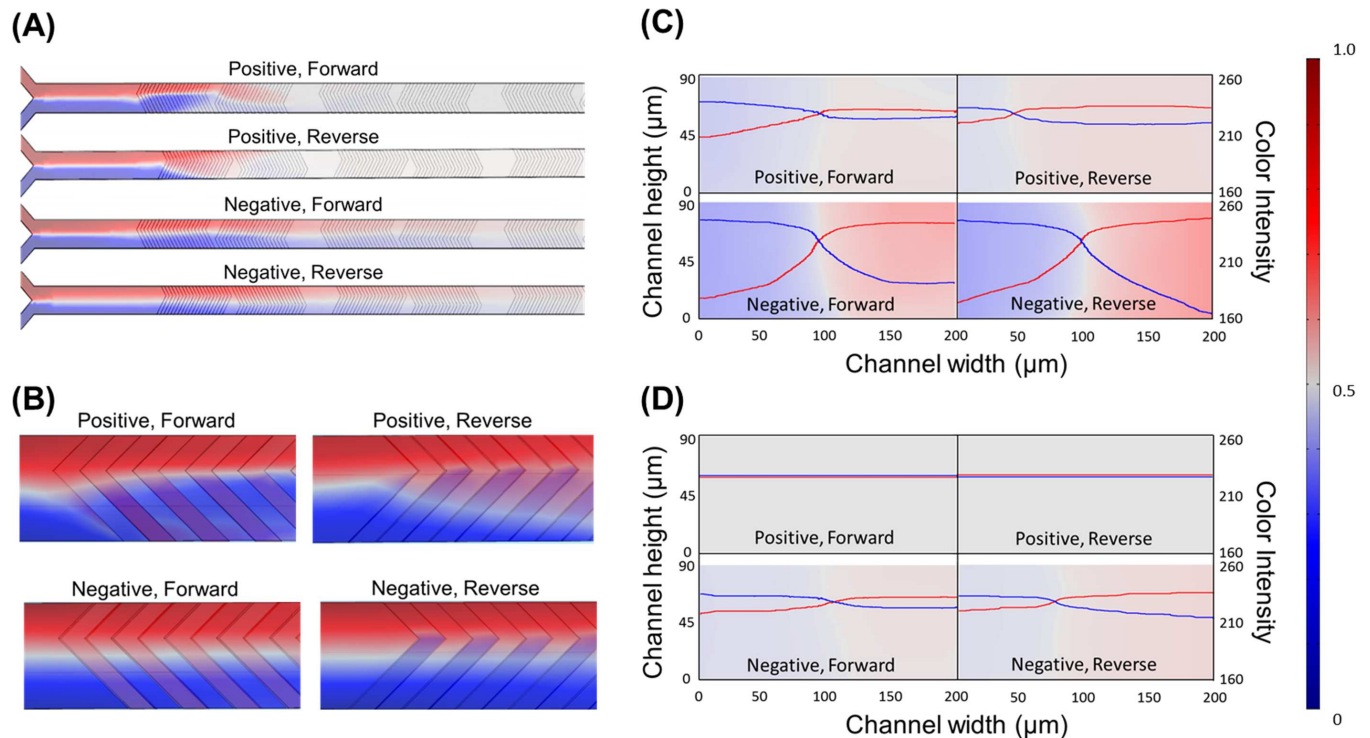 (A)
Positive, Forward
Positive, Reverse
Negative, Forward
Negative, Reverse
(B)
Positive, Forward
Positive, Reverse
Negative, Forward
Negative, Reverse
(C)
Channel height (µm)
90
45
0
90
45
0
Positive, Forward
Positive, Reverse
Negative, Forward
Negative, Reverse
260
210
160
260
210
160
Color Intensity
0 50 100 150 200 50 100 150 200
Channel width (µm)
(D)
Channel height (µm)
90
45
0
90
45
0
Positive, Forward
Positive, Reverse
Negative, Forward
Negative, Reverse
260
210
160
260
210
160
Color Intensity
0 50 100 150 200 50 100 150 200
Channel width (µm)
1.0
0.5
0